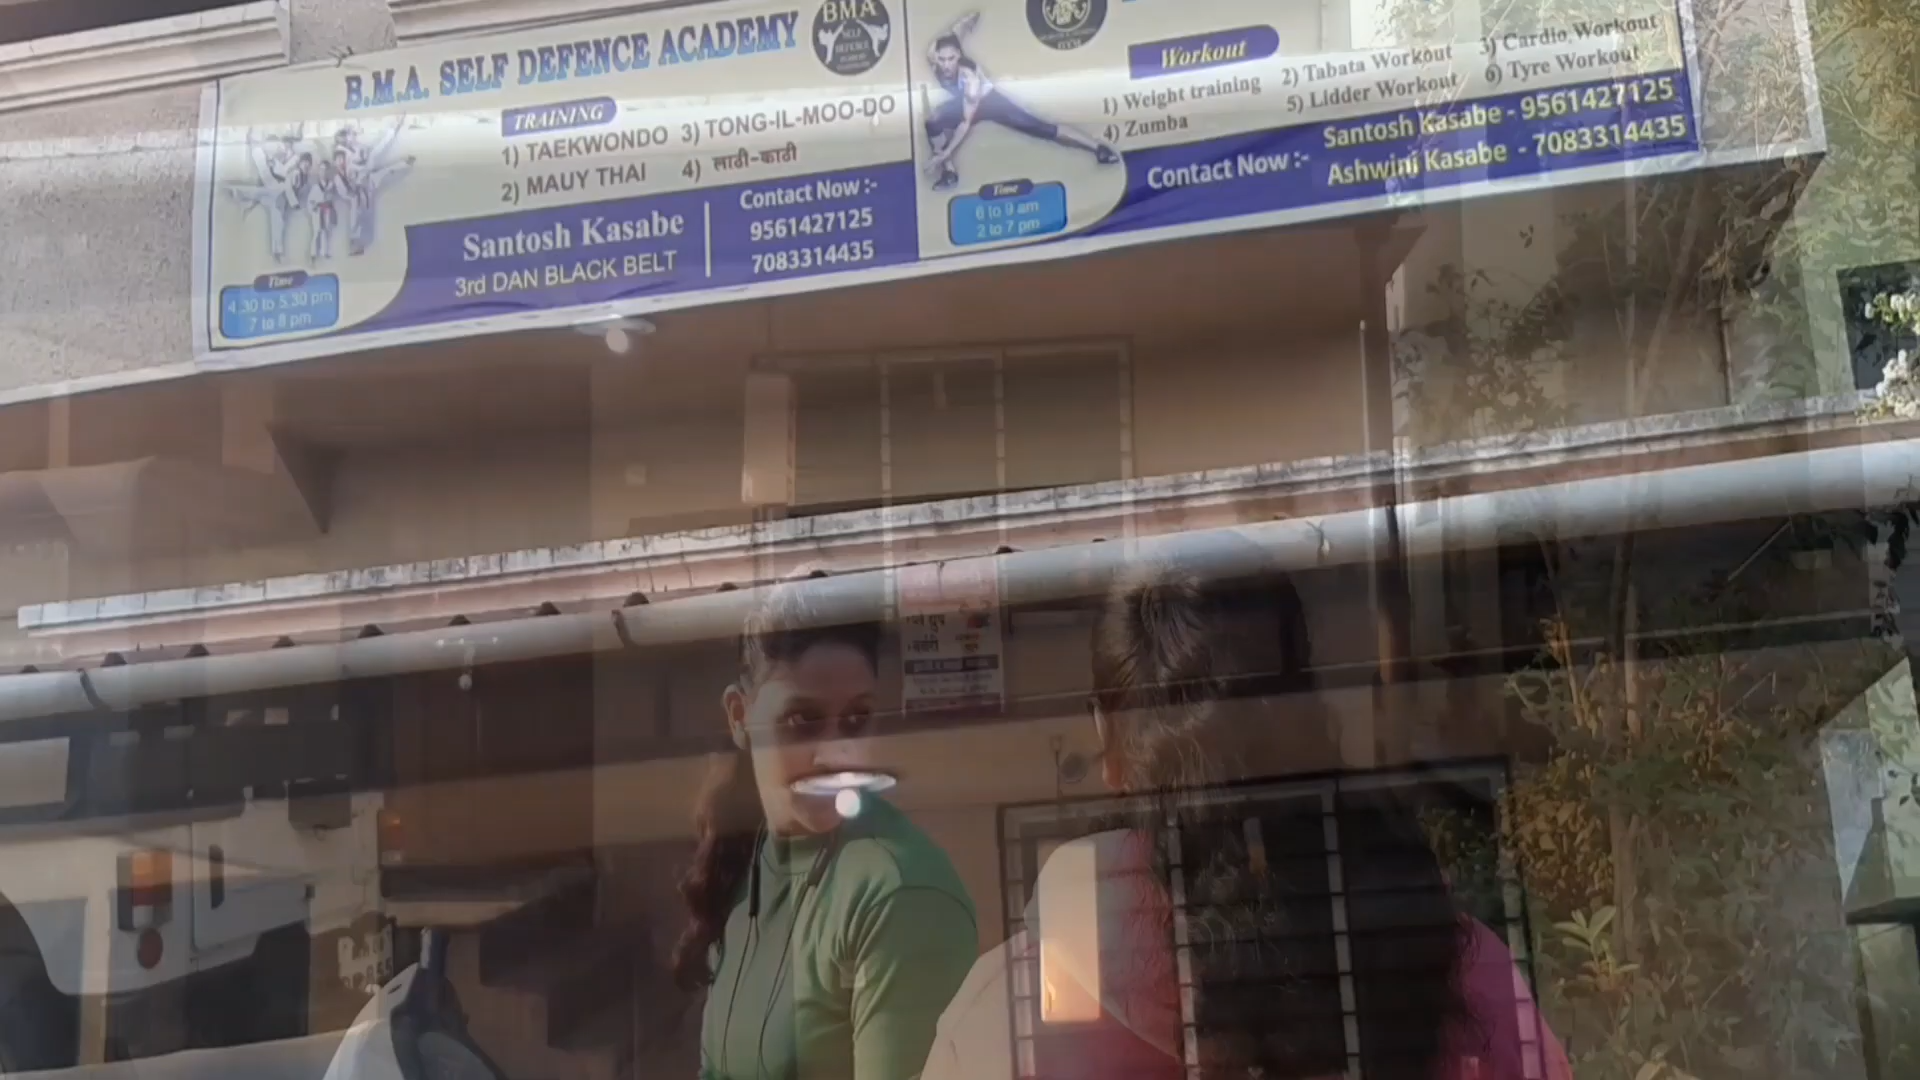 B.M.A. SELF DEFENCE ACADEMY
BMA
SELF
DEFENCE
TRAINING
1) TAEKWONDO 3) TONG-IL-MOO-DO
2) MAUY THAI 4) लाठी-काठी
Santosh Kasabe
3rd DAN BLACK BELT
Contact Now :-
9561427125
7083314435
Time
4.30 to 5.30 pm
7 to 8 pm
Workout
1) Weight training 2) Tabata Workout 3) Cardio Workout
4) Zumba 5) Lidder Workout 6) Tyre Workout
Contact Now :-
Santosh Kasabe - 9561427125
Ashwini Kasabe - 7083314435
Time
6 to 9 am
2 to 7 pm